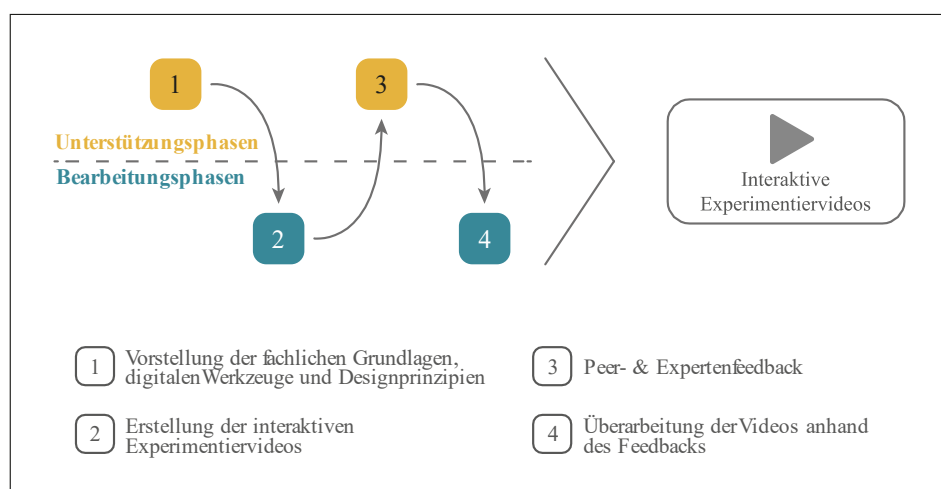 1
3
Unterstützungsphasen
Bearbeitungsphasen
2
4
Interaktive
Experimentiervideos
1 Vorstellung der fachlichen Grundlagen,
digitalen Werkzeuge und Designprinzipien
2 Erstellung der interaktiven
Experimentiervideos
3 Peer- & Expertenfeedback
4 Überarbeitung der Videos anhand
des Feedbacks